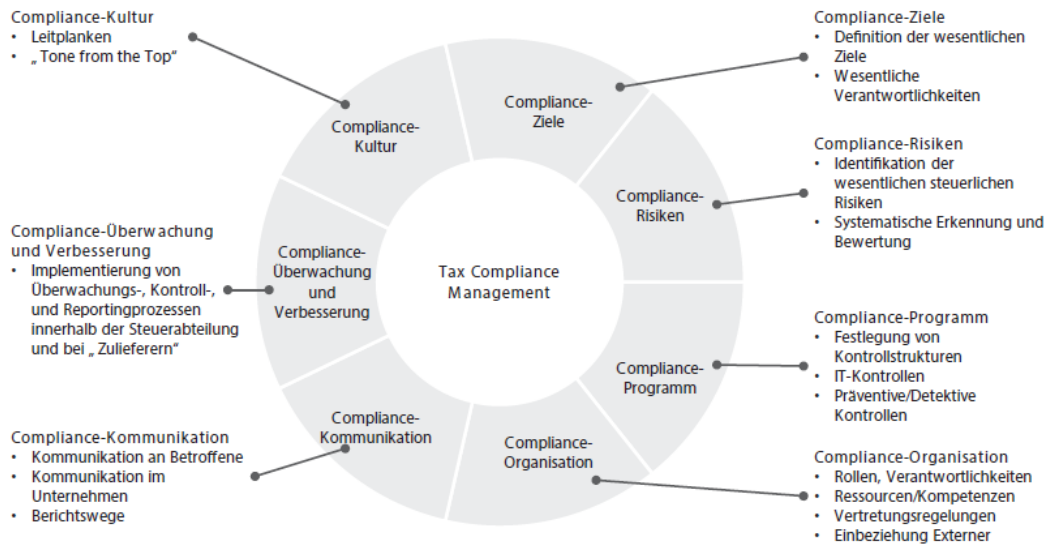 Compliance-Kultur
• Leitplanken
• „Tone from the Top“
Compliance-Ziele
• Definition der wesentlichen
Ziele
• Wesentliche
Verantwortlichkeiten
Compliance-Risiken
• Identifikation der
wesentlichen steuerlichen
Risiken
• Systematische Erkennung und
Bewertung
Compliance-Programm
• Festlegung von
Kontrollstrukturen
• IT-Kontrollen
• Präventive/Detektive
Kontrollen
Compliance-Organisation
• Rollen, Verantwortlichkeiten
• Ressourcen/Kompetenzen
• Vertretungsregelungen
• Einbeziehung Externer
Compliance-Kommunikation
• Kommunikation an Betroffene
• Kommunikation im
Unternehmen
• Berichtswege
Compliance-Überwachung
und Verbesserung
• Implementierung von
Überwachungs-, Kontroll-,
und Reportingprozessen
innerhalb der Steuerabteilung
und bei „Zulieferern“
Compliance-
Kultur
Compliance-
Ziele
Compliance-
Risiken
Compliance-
Programm
Compliance-
Organisation
Compliance-
Kommunikation
Compliance-
Überwachung
und
Verbesserung
Tax Compliance
Management